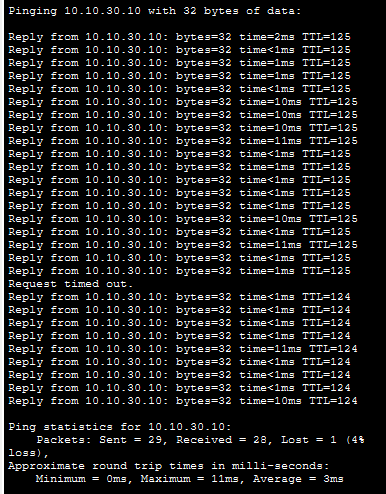 Pinging 10.10.30.10 with 32 bytes of data:
Reply from 10.10.30.10: bytes=32 time=2ms TTL=125
Reply from 10.10.30.10: bytes=32 time<1ms TTL=125
Reply from 10.10.30.10: bytes=32 time=1ms TTL=125
Reply from 10.10.30.10: bytes=32 time=1ms TTL=125
Reply from 10.10.30.10: bytes=32 time<1ms TTL=125
Reply from 10.10.30.10: bytes=32 time=10ms TTL=125
Reply from 10.10.30.10: bytes=32 time=10ms TTL=125
Reply from 10.10.30.10: bytes=32 time=10ms TTL=125
Reply from 10.10.30.10: bytes=32 time=11ms TTL=125
Reply from 10.10.30.10: bytes=32 time<1ms TTL=125
Reply from 10.10.30.10: bytes=32 time=1ms TTL=125
Reply from 10.10.30.10: bytes=32 time<1ms TTL=125
Reply from 10.10.30.10: bytes=32 time<1ms TTL=125
Reply from 10.10.30.10: bytes=32 time<1ms TTL=125
Reply from 10.10.30.10: bytes=32 time=10ms TTL=125
Reply from 10.10.30.10: bytes=32 time<1ms TTL=125
Reply from 10.10.30.10: bytes=32 time=11ms TTL=125
Reply from 10.10.30.10: bytes=32 time<1ms TTL=125
Reply from 10.10.30.10: bytes=32 time<1ms TTL=125
Request timed out.
Reply from 10.10.30.10: bytes=32 time<1ms TTL=124
Reply from 10.10.30.10: bytes=32 time<1ms TTL=124
Reply from 10.10.30.10: bytes=32 time<1ms TTL=124
Reply from 10.10.30.10: bytes=32 time<1ms TTL=124
Reply from 10.10.30.10: bytes=32 time=11ms TTL=124
Reply from 10.10.30.10: bytes=32 time<1ms TTL=124
Reply from 10.10.30.10: bytes=32 time<1ms TTL=124
Reply from 10.10.30.10: bytes=32 time<1ms TTL=124
Reply from 10.10.30.10: bytes=32 time=10ms TTL=124
Ping statistics for 10.10.30.10:
Packets: Sent = 29, Received = 28, Lost = 1 (4%
loss),
Approximate round trip times in milli-seconds:
Minimum = 0ms, Maximum = 11ms, Average = 3ms